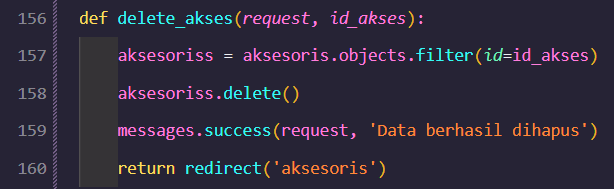 156 def delete_akses(request, id_akses):
157 aksesoriss = aksesoris.objects.filter(id=id_akses)
158 aksesoriss.delete()
159 messages.success(request, 'Data berhasil dihapus')
160 return redirect('aksesoris')